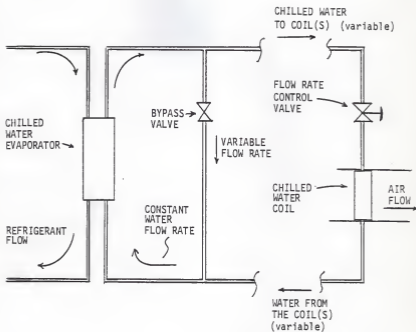 CHILLED WATER
TO COIL(S) (variable)
CHILLED
WATER
EVAPORATOR
BYPASS
VALVE
FLOW RATE
CONTROL
VALVE
VARIABLE
FLOW RATE
CHILLED
WATER
COIL
AIR
FLOW
REFRIGERANT
FLOW
CONSTANT
WATER
FLOW RATE
WATER FROM
THE COIL(S)
(variable)